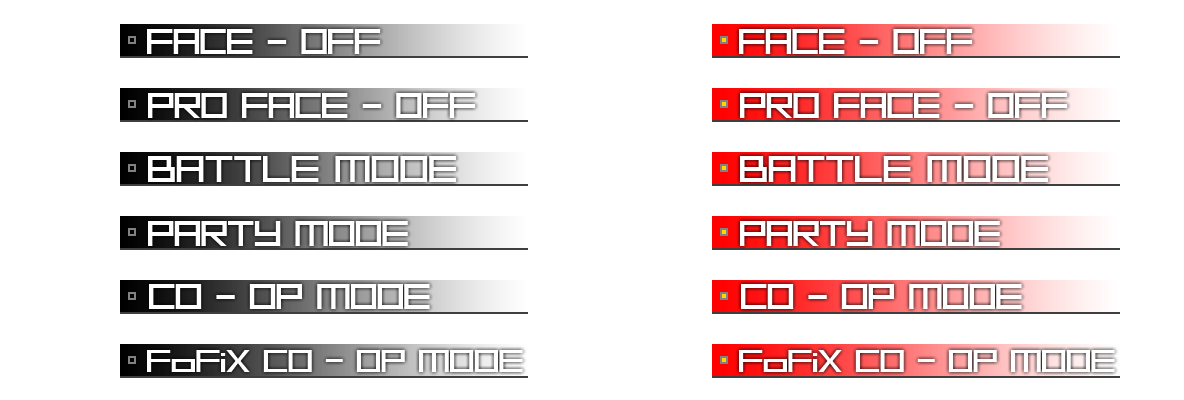 FACE - OFF
PRO FACE - OFF
BATTLE MODE
PARTY MODE
CO - OP MODE
FoFiX CO - OP MODE
FACE - OFF
PRO FACE - OFF
BATTLE MODE
PARTY MODE
CO - OP MODE
FoFiX CO - OP MODE